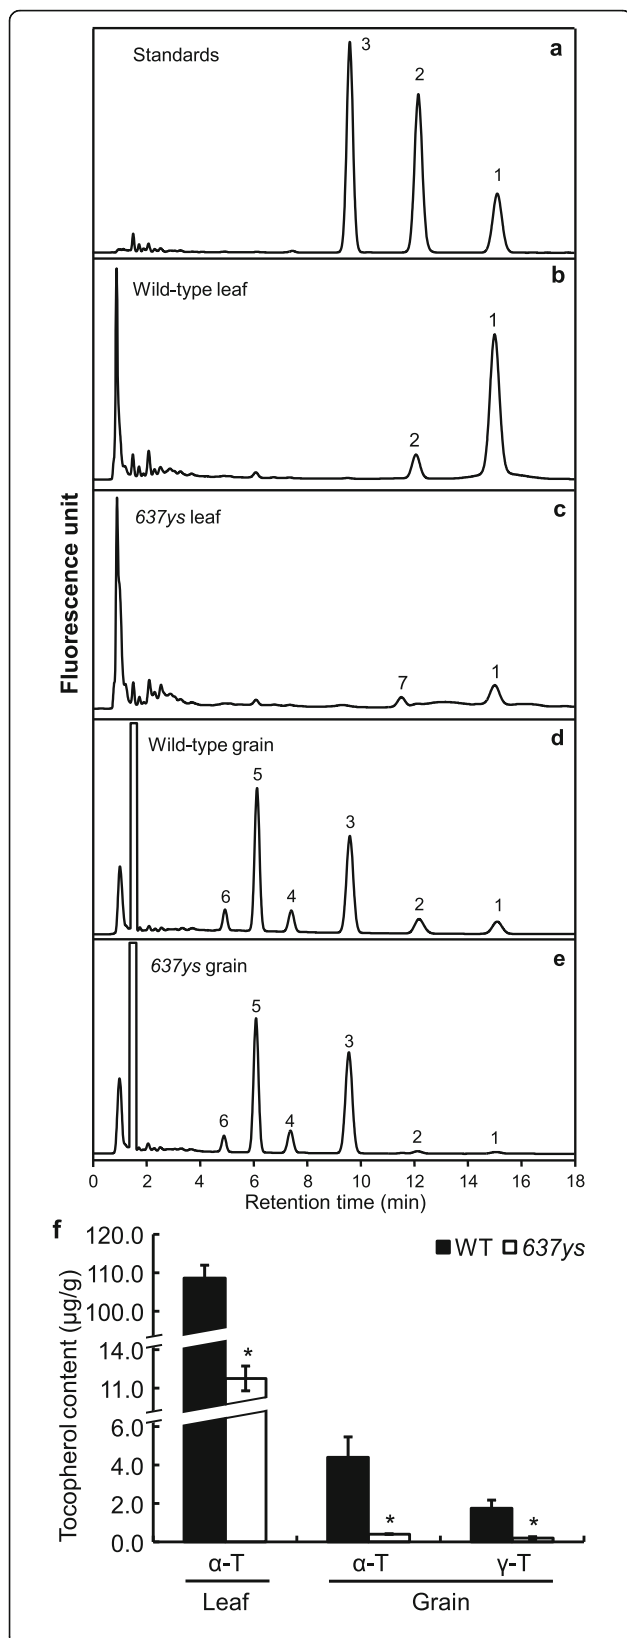 Standards
a
3
2
1
Wild-type leaf
b
1
2
637ys leaf
c
7
1
Wild-type grain
d
5
3
6
4
2
1
637ys grain
e
5
3
6
4
2
1
Fluorescence unit
0 2 4 6 8 10 12 14 16 18
Retention time (min)
f
WT 637ys
Tocopherol content (μg/g)
120.0
110.0
100.0
14.0
11.0
6.0
4.0
2.0
0.0
*
*
*
α-T α-T γ-T
Leaf Grain